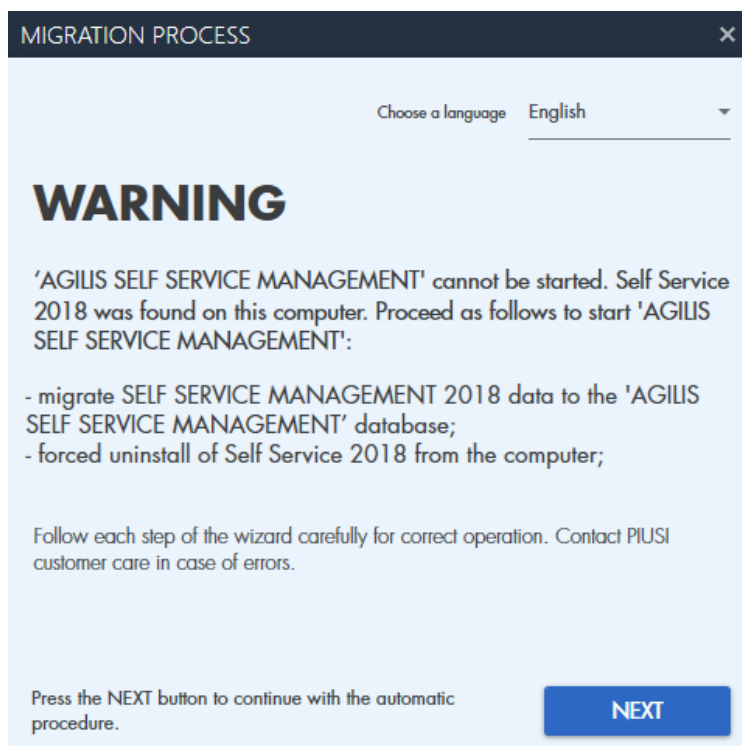 MIGRATION PROCESS
Choose a language English
WARNING
‘AGILIS SELF SERVICE MANAGEMENT' cannot be started. Self Service
2018 was found on this computer. Proceed as follows to start 'AGILIS
SELF SERVICE MANAGEMENT':
- migrate SELF SERVICE MANAGEMENT 2018 data to the 'AGILIS
SELF SERVICE MANAGEMENT’ database;
- forced uninstall of Self Service 2018 from the computer;
Follow each step of the wizard carefully for correct operation. Contact PIUSI
customer care in case of errors.
Press the NEXT button to continue with the automatic
procedure.
NEXT